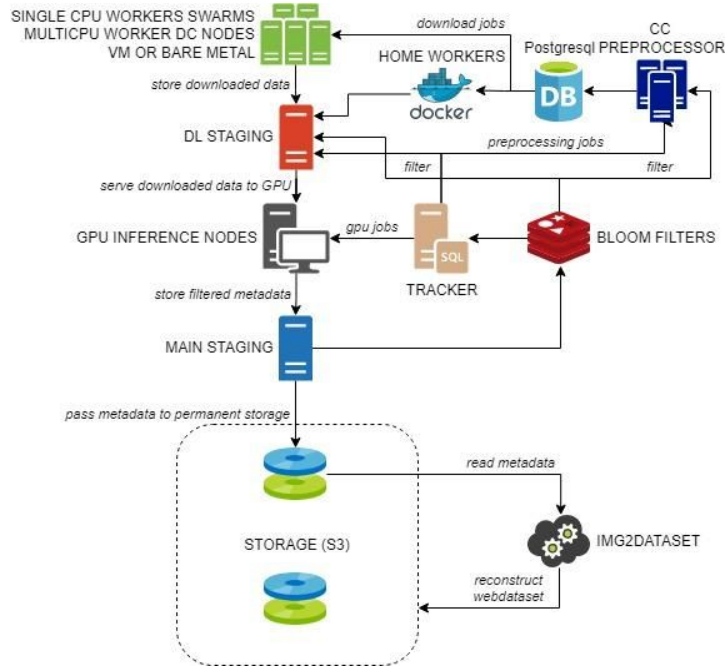 SINGLE CPU WORKERS SWARMS
MULTICPU WORKER DC NODES
VM OR BARE METAL
download jobs
CC
PREPROCESSOR
Postgresql
HOME WORKERS
DB
docker
store downloaded data
DL STAGING
preprocessing jobs
filter
filter
serve downloaded data to GPU
GPU INFERENCE NODES
gpu jobs
SQL
TRACKER
BLOOM FILTERS
store filtered metadata
MAIN STAGING
pass metadata to permanent storage
read metadata
STORAGE (S3)
IMG2DATASET
reconstruct
webdataset